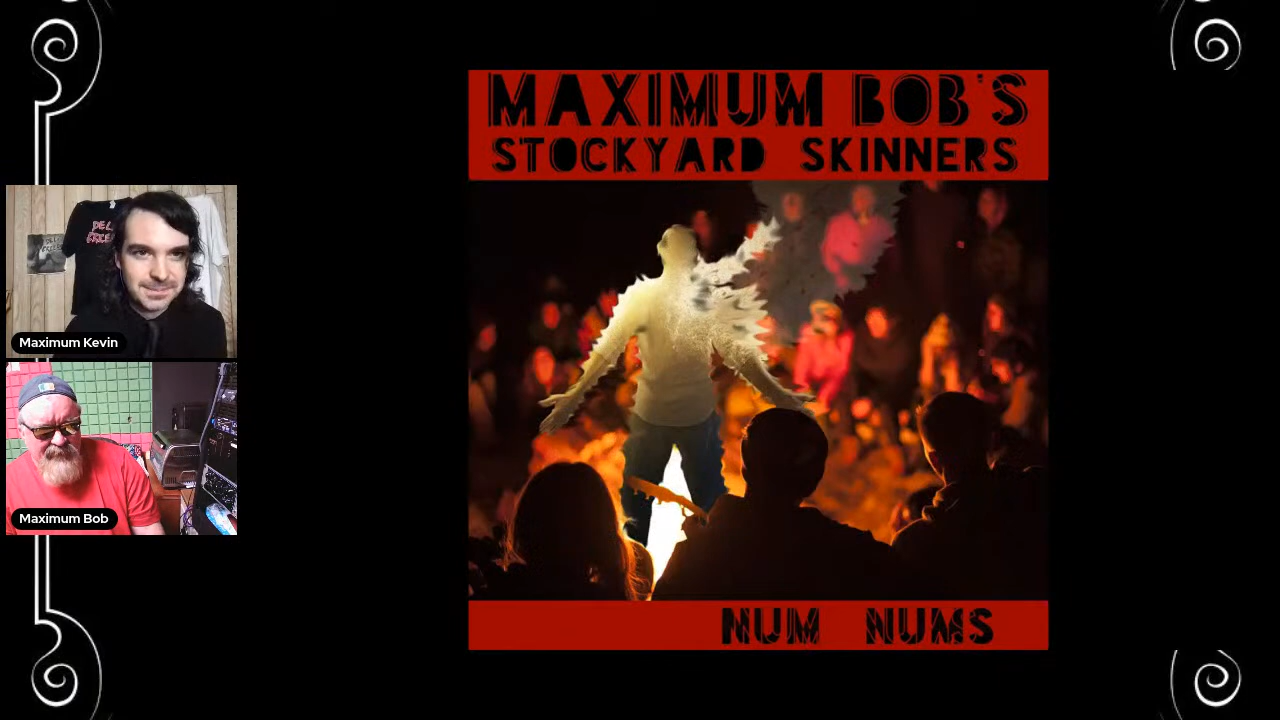 MAXIMUM BOB'S
STOCKYARD SKINNERS
Maximum Kevin
Maximum Bob
NUM NUMS